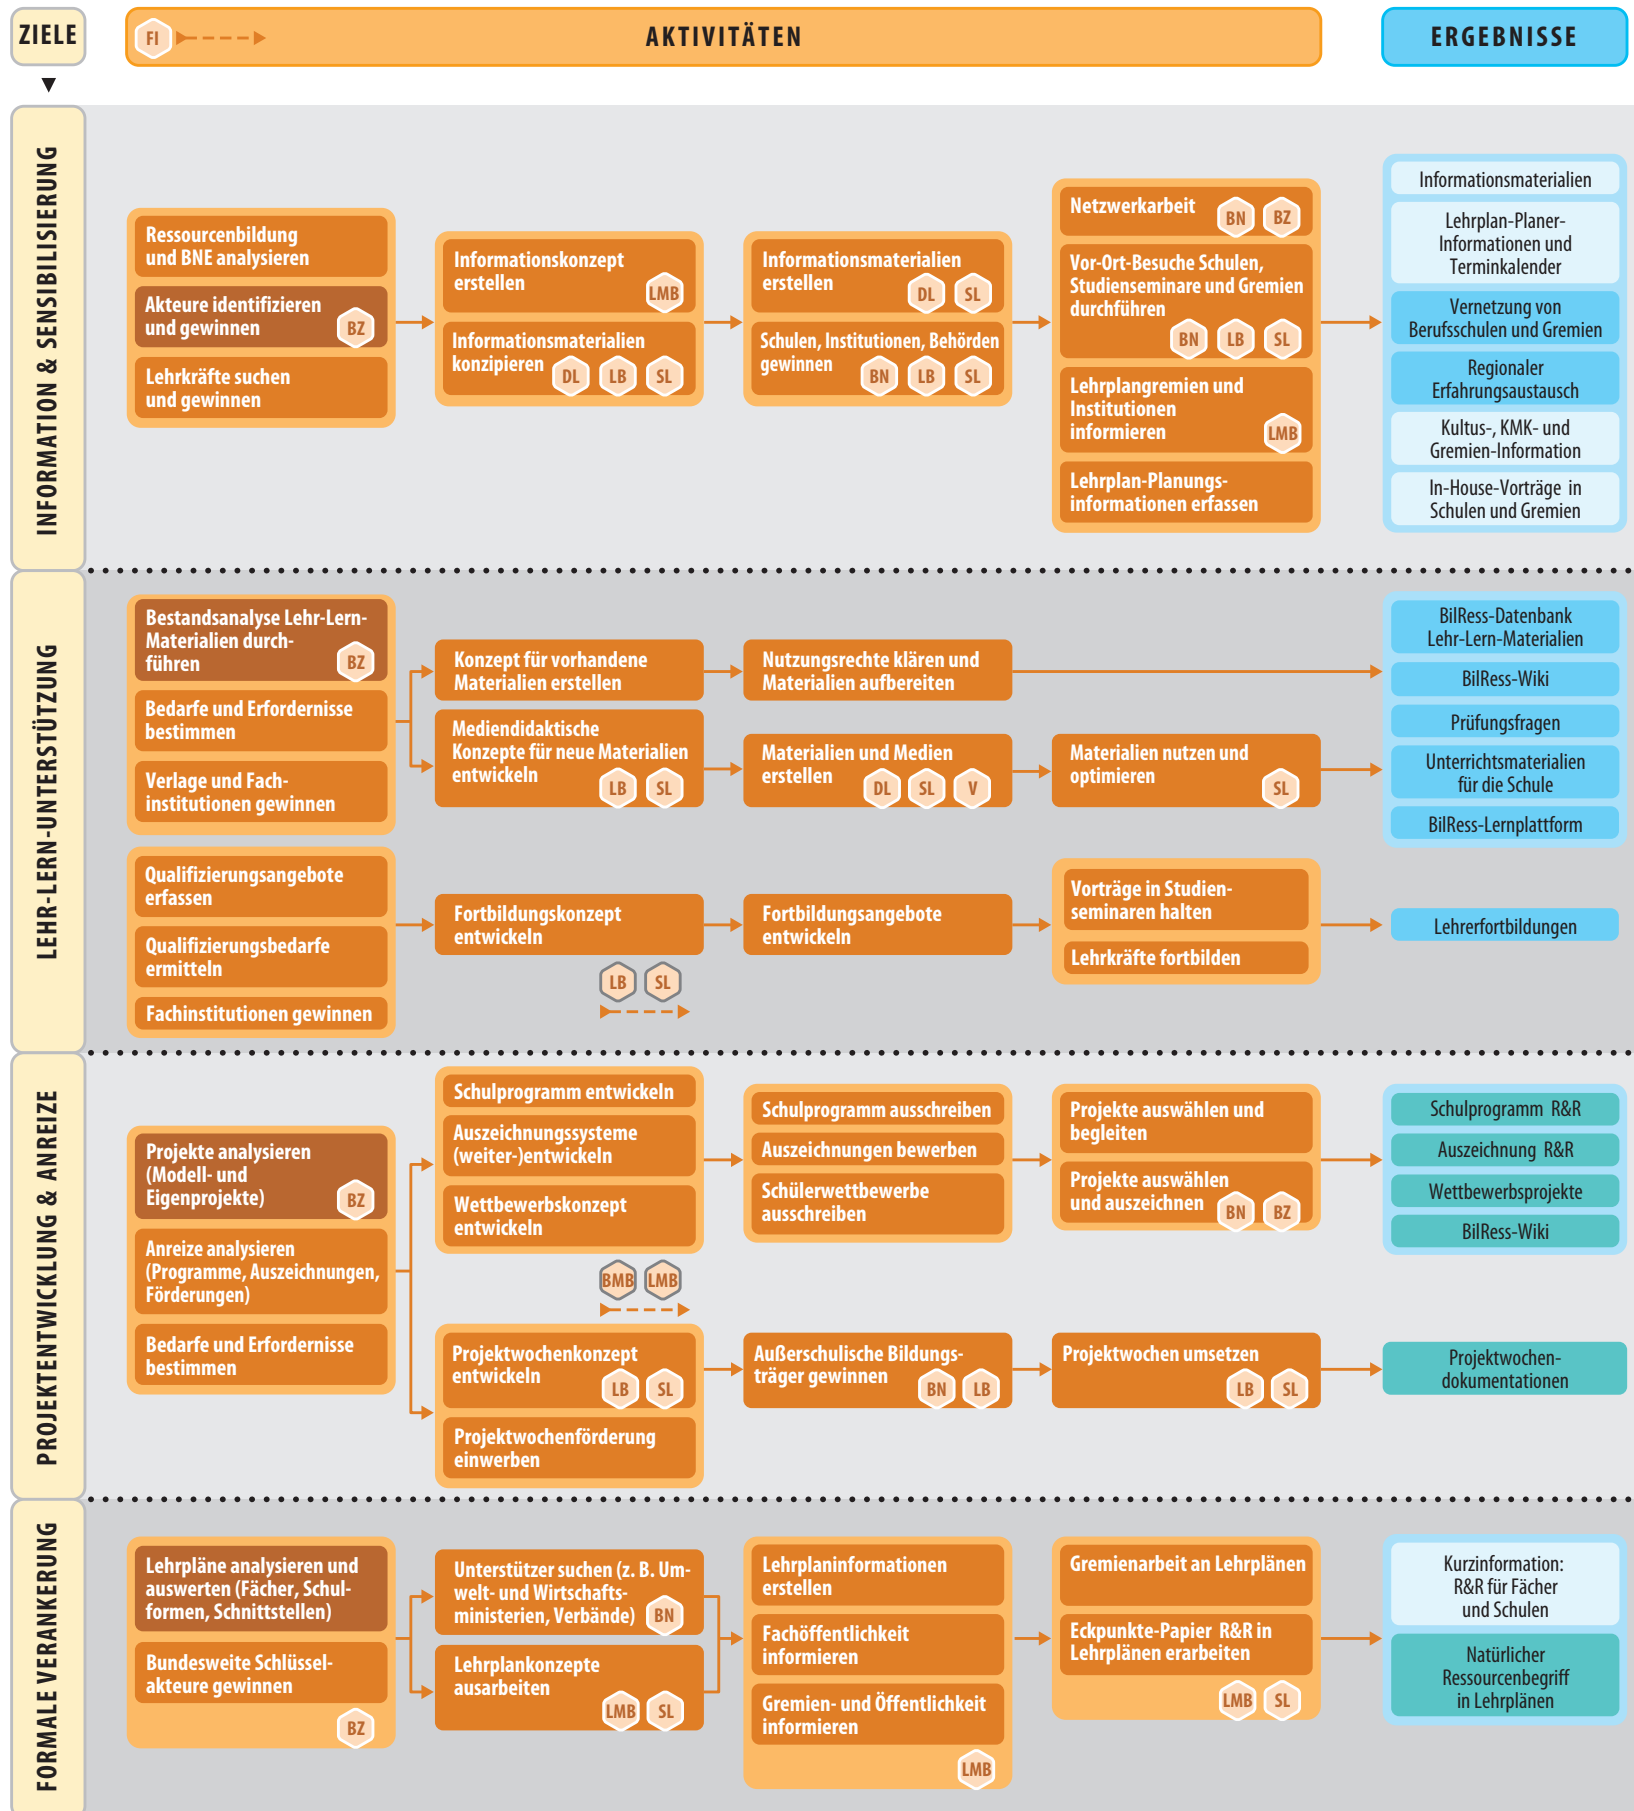 ZIELE
FI
AKTIVITÄTEN
ERGEBNISSE
INFORMATION & SENSIBILISIERUNG
Ressourcenbildung
und BNE analysieren
Akteure identifizieren
und gewinnen
BZ
Lehrkräfte suchen
und gewinnen
Informationskonzept
erstellen
LMB
Informationsmaterialien
konzipieren
DL LB SL
Informationsmaterialien
erstellen
DL SL
Schulen, Institutionen, Behörden
gewinnen
BN LB SL
Netzwerkarbeit
BN BZ
Vor-Ort-Besuche Schulen,
Studienseminare und Gremien
durchführen
BN LB SL
Lehrplangremien und
Institutionen
informieren
LMB
Lehrplan-Planungs-
informationen erfassen
Informationsmaterialien
Lehrplan-Planer-
Informationen und
Terminkalender
Vernetzung von
Berufsschulen und Gremien
Regionaler
Erfahrungsaustausch
Kultus-, KMK- und
Gremien-Information
In-House-Vorträge in
Schulen und Gremien
LEHR-LERN-UNTERSTÜTZUNG
Bestandsanalyse Lehr-Lern-
Materialien durch-
führen
BZ
Bedarfe und Erfordernisse
bestimmen
Verlage und Fach-
institutionen gewinnen
Konzept für vorhandene
Materialien erstellen
Mediendidaktische
Konzepte für neue Materialien
entwickeln
LB SL
Nutzungsrechte klären und
Materialien aufbereiten
Materialien und Medien
erstellen
DL SL V
Materialien nutzen und
optimieren
SL
BilRess-Datenbank
Lehr-Lern-Materialien
BilRess-Wiki
Prüfungsfragen
Unterrichtsmaterialien
für die Schule
BilRess-Lernplattform
Qualifizierungsangebote
erfassen
Qualifizierungsbedarfe
ermitteln
Fachinstitutionen gewinnen
Fortbildungskonzept
entwickeln
LB SL
Fortbildungsangebote
entwickeln
Vorträge in Studien-
seminaren halten
Lehrkräfte fortbilden
Lehrerfortbildungen
PROJEKTENTWICKLUNG & ANREIZE
Projekte analysieren
(Modell- und
Eigenprojekte)
BZ
Anreize analysieren
(Programme, Auszeichnungen,
Förderungen)
Bedarfe und Erfordernisse
bestimmen
Schulprogramm entwickeln
Auszeichnungssysteme
(weiter-)entwickeln
Wettbewerbskonzept
entwickeln
BMB LMB
Schulprogramm ausschreiben
Auszeichnungen bewerben
Schülerwettbewerbe
ausschreiben
Projekte auswählen und
begleiten
Projekte auswählen
und auszeichnen
BN BZ
Schulprogramm R&R
Auszeichnung R&R
Wettbewerbsprojekte
BilRess-Wiki
Projektwochenkonzept
entwickeln
LB SL
Projektwochenförderung
einwerben
Außerschulische Bildungs-
träger gewinnen
BN LB
Projektwochen umsetzen
LB SL
Projektwochen-
dokumentationen
FORMALE VERANKERUNG
Lehrpläne analysieren und
auswerten (Fächer, Schul-
formen, Schnittstellen)
Bundesweite Schlüssel-
akteure gewinnen
BZ
Unterstützer suchen (z. B. Um-
welt- und Wirtschafts-
ministerien, Verbände)
BN
Lehrplankonzepte
ausarbeiten
LMB SL
Lehrplaninformationen
erstellen
Fachöffentlichkeit
informieren
Gremien- und Öffentlichkeit
informieren
LMB
Gremienarbeit an Lehrplänen
Eckpunkte-Papier R&R in
Lehrplänen erarbeiten
LMB SL
Kurzinformation:
R&R für Fächer
und Schulen
Natürlicher
Ressourcenbegriff
in Lehrplänen